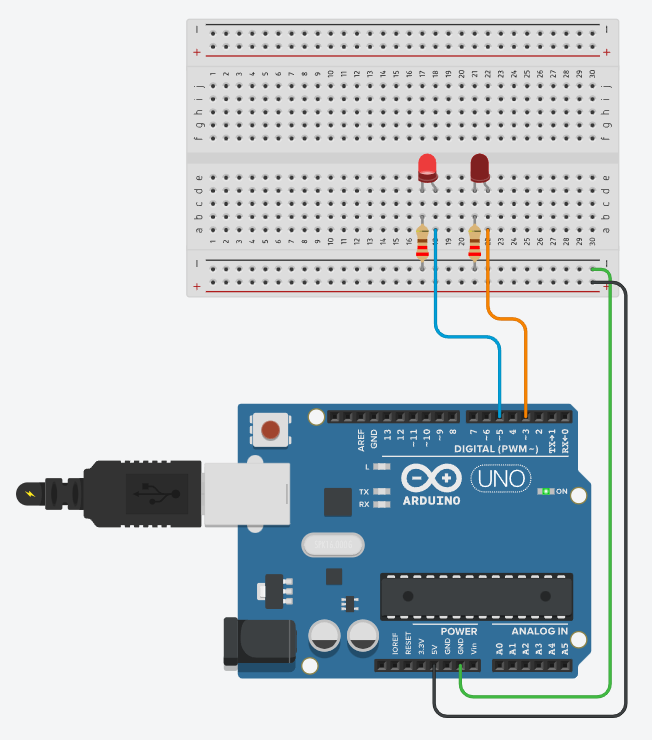 − −
+ +
1 2 3 4 5 6 7 8 9 10 11 12 13 14 15 16 17 18 19 20 21 22 23 24 25 26 27 28 29 30
j j
i i
h h
g g
f f
e e
d d
c c
b b
a a
1 2 3 4 5 6 7 8 9 10 11 12 13 14 15 16 17 18 19 20 21 23 24 25 26 27 28 29 30
− −
+ +
AREF GND 13 12 ~11 ~10 ~9 8 7 ~6 ~5 4 ~3 2 TX→1 RX←0
DIGITAL (PWM~)
L
TX
RX
UNO
ON
ARDUINO
POWER
ANALOG IN
IOREF RESET 3.3V 5V GND GND Vin A0 A1 A2 A3 A4 A5